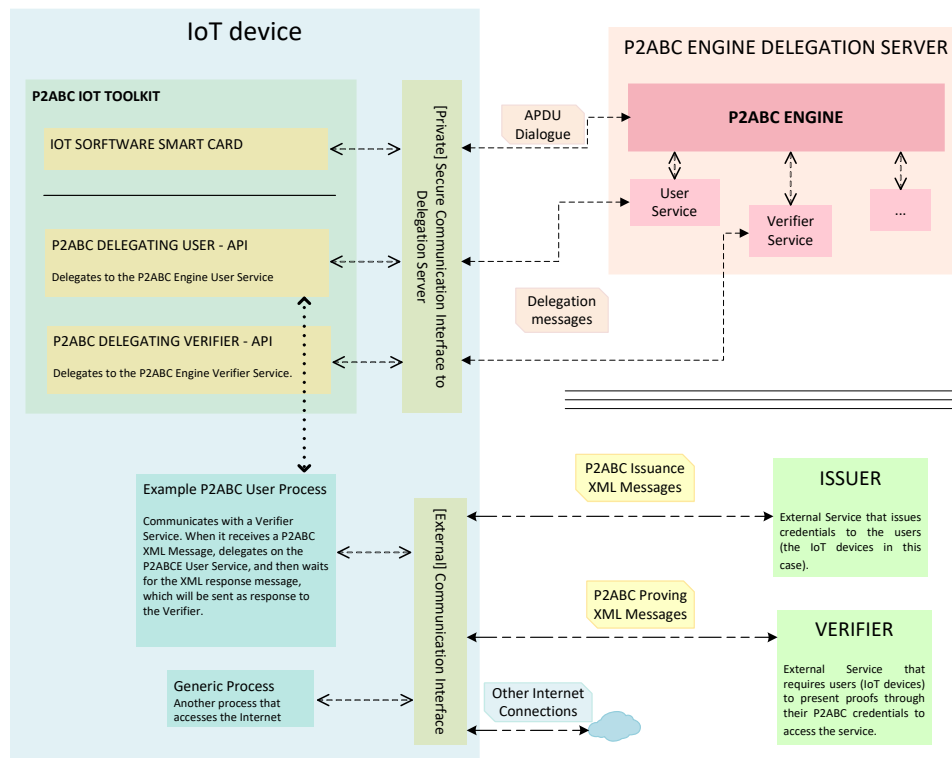 IoT device
P2ABC IOT TOOLKIT
IOT SORFTWARE SMART CARD
P2ABC DELEGATING USER - API
Delegates to the P2ABC Engine User Service
P2ABC DELEGATING VERIFIER - API
Delegates to the P2ABC Engine Verifier Service.
[Private] Secure Communication Interface to
Delegation Server
APDU
Dialogue
Delegation
messages
P2ABC ENGINE DELEGATION SERVER
P2ABC ENGINE
User
Service
Verifier
Service
...
Example P2ABC User Process
Communicates with a Verifier
Service. When it receives a P2ABC
XML Message, delegates on the
P2ABCE User Service, and then waits
for the XML response message,
which will be sent as response to
the Verifier.
Generic Process
Another process that
accesses the Internet
[External] Communication Interface
P2ABC Issuance
XML Messages
P2ABC Proving
XML Messages
Other Internet
Connections
ISSUER
External Service that issues
credentials to the users
(the IoT devices in this
case).
VERIFIER
External Service that
requires users (IoT devices)
to present proofs through
their P2ABC credentials to
access the service.